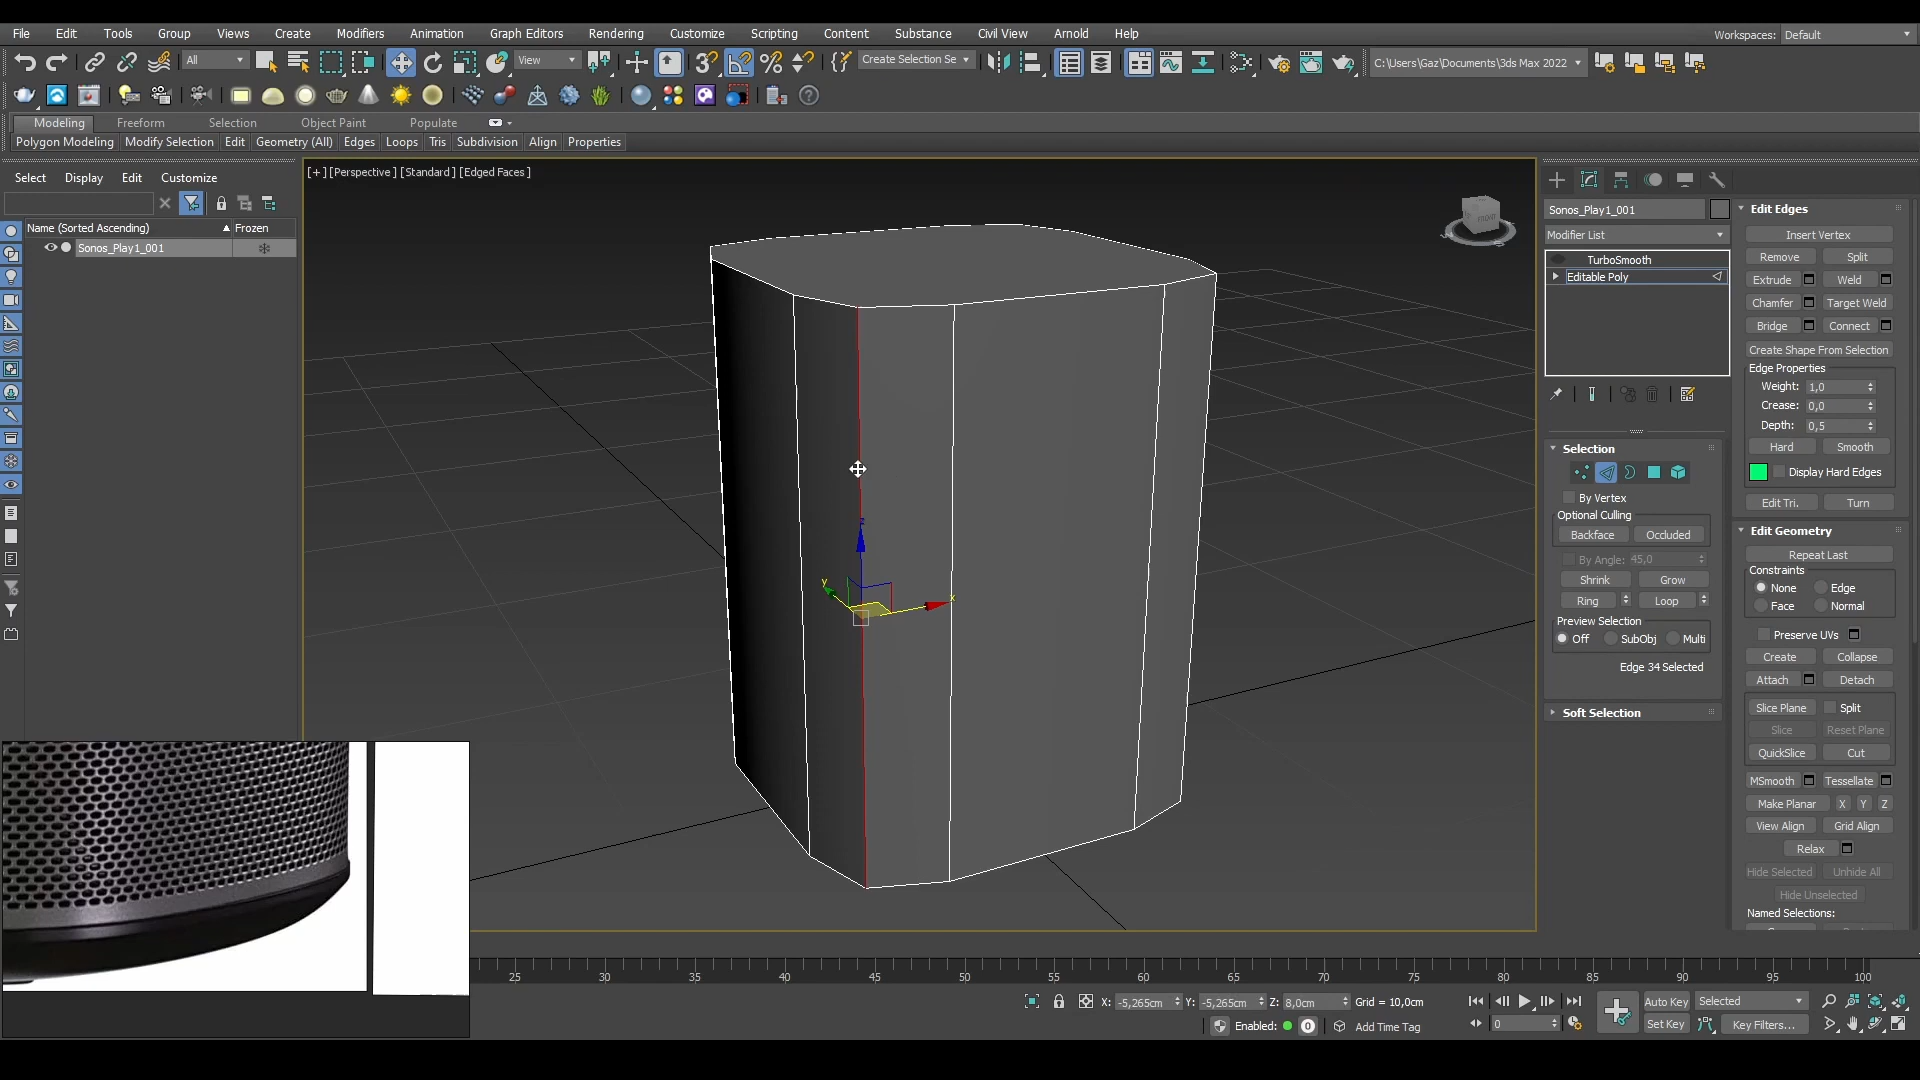 File Edit Tools Group Views Create Modifiers Animation Graph Editors Rendering Customize Scripting Content Substance Civil View Arnold Help
Workspaces: Default
All View Create Selection Se C:\Users\Gaz\Documents\3ds Max 2022
Modeling Freeform Selection Object Paint Populate
Polygon Modeling Modify Selection Edit Geometry (All) Edges Loops Tris Subdivision Align Properties
Select Display Edit Customize
[+] [Perspective ] [Standard ] [Edged Faces ]
Name (Sorted Ascending) Frozen
Sonos_Play1_001
FRONT
z
y
x
Sonos_Play1_001
Modifier List
TurboSmooth
Editable Poly
Selection
By Vertex
Optional Culling
Backface Occluded
By Angle: 45,0
Shrink Grow
Ring Loop
Preview Selection
Off SubObj Multi
Edge 34 Selected
Soft Selection
Edit Edges
Insert Vertex
Remove Split
Extrude Weld
Chamfer Target Weld
Bridge Connect
Create Shape From Selection
Edge Properties
Weight: 1,0
Crease: 0,0
Depth: 0,5
Hard Smooth
Display Hard Edges
Edit Tri. Turn
Edit Geometry
Repeat Last
Constraints
None Edge
Face Normal
Preserve UVs
Create Collapse
Attach Detach
Slice Plane Split
Slice Reset Plane
QuickSlice Cut
MSmooth Tessellate
Make Planar X Y Z
View Align Grid Align
Relax
Hide Selected Unhide All
Hide Unselected
Named Selections:
25 30 35 40 45 50 55 60 65 70 75 80 85 90 95 100
X: -5,265cm Y: -5,265cm Z: 8,0cm Grid = 10,0cm
Auto Key Selected
Enabled: 0 Add Time Tag
0
Set Key Key Filters...